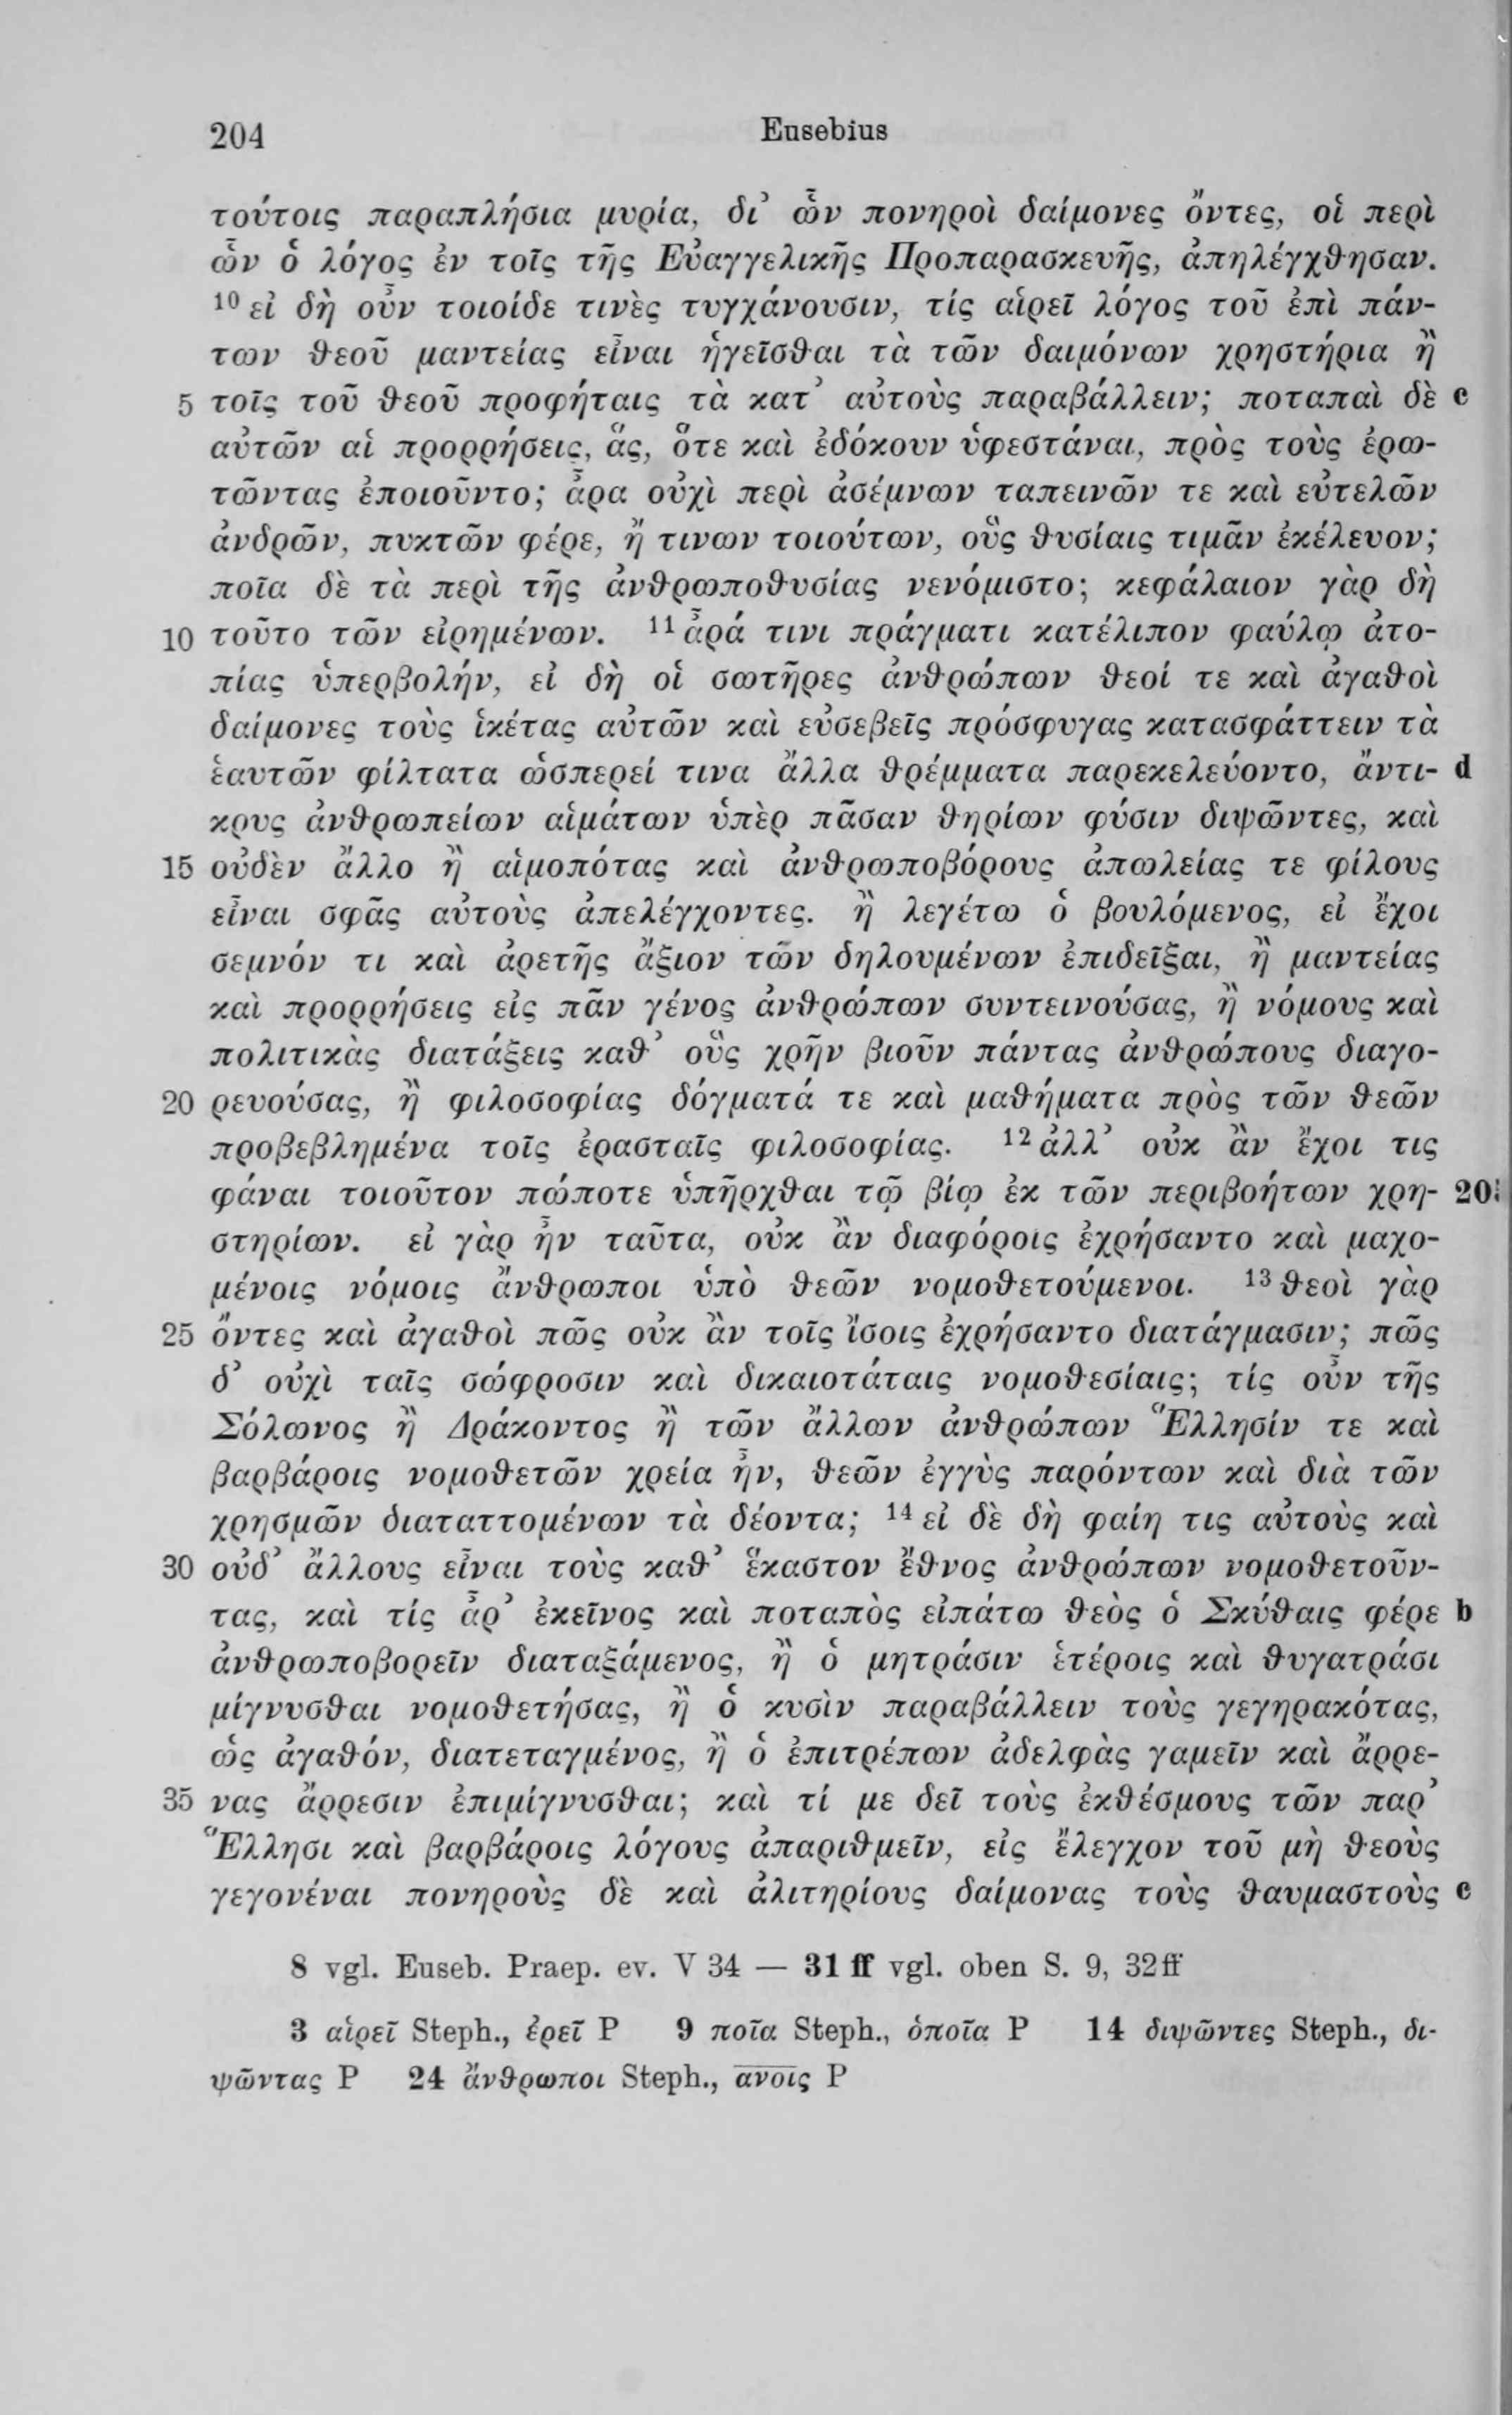 204 Eusebius
τούτοις παραπλήσια μυρία, δι’ ὧν πονηροὶ δαίμονες ὄντες, οἱ περὶ
ὧν ὁ λόγος ἐν τοῖς τῆς Εὐαγγελικῆς Προπαρασκευῆς, ἀπηλέγχθησαν.
10 εἰ δὴ οὖν τοιοίδε τινὲς τυγχάνουσιν, τίς αἱρεῖ λόγος τοῦ ἐπὶ πάν-
των θεοῦ μαντείας εἶναι ἡγεῖσθαι τὰ τῶν δαιμόνων χρηστήρια ἢ
5 τοῖς τοῦ θεοῦ προφήταις τὰ κατ’ αὐτοὺς παραβάλλειν; ποταπαὶ δὲ c
αὐτῶν αἱ προρρήσεις, ἃς, ὅτε καὶ ἐδόκουν ὑφεστάναι, πρὸς τοὺς ἐρω-
τῶντας ἐποιοῦντο; ἆρα οὐχὶ περὶ ἀσέμνων ταπεινῶν τε καὶ εὐτελῶν
ἀνδρῶν, πυκτῶν φέρε, ἤ τινων τοιούτων, οὓς θυσίαις τιμᾶν ἐκέλευον;
ποῖα δὲ τὰ περὶ τῆς ἀνθρωποθυσίας νενόμιστο; κεφάλαιον γὰρ δὴ
10 τοῦτο τῶν εἰρημένων. 11 ἆρά τινι πράγματι κατέλιπον φαύλῳ ἀτο-
πίας ὑπερβολήν, εἰ δὴ οἱ σωτῆρες ἀνθρώπων θεοί τε καὶ ἀγαθοὶ
δαίμονες τοὺς ἱκέτας αὐτῶν καὶ εὐσεβεῖς πρόσφυγας κατασφάττειν τὰ
ἑαυτῶν φίλτατα ὡσπερεί τινα ἄλλα θρέμματα παρεκελεύοντο, ἄντι- d
κρυς ἀνθρωπείων αἱμάτων ὑπὲρ πᾶσαν θηρίων φύσιν διψῶντες, καὶ
15 οὐδὲν ἄλλο ἢ αἱμοπότας καὶ ἀνθρωποβόρους ἀπωλείας τε φίλους
εἶναι σφᾶς αὐτοὺς ἀπελέγχοντες. ἢ λεγέτω ὁ βουλόμενος, εἰ ἔχοι
σεμνόν τι καὶ ἀρετῆς ἄξιον τῶν δηλουμένων ἐπιδεῖξαι, ἢ μαντείας
καὶ προρρήσεις εἰς πᾶν γένος ἀνθρώπων συντεινούσας, ἢ νόμους καὶ
πολιτικὰς διατάξεις καθ’ οὓς χρῆν βιοῦν πάντας ἀνθρώπους διαγο-
20 ρευούσας, ἢ φιλοσοφίας δόγματά τε καὶ μαθήματα πρὸς τῶν θεῶν
προβεβλημένα τοῖς ἐρασταῖς φιλοσοφίας. 12 ἀλλ’ οὐκ ἂν ἔχοι τις
φάναι τοιοῦτον πώποτε ὑπῆρχθαι τῷ βίῳ ἐκ τῶν περιβοήτων χρη- 20
στηρίων. εἰ γὰρ ἦν ταῦτα, οὐκ ἂν διαφόροις ἐχρήσαντο καὶ μαχο-
μένοις νόμοις ἄνθρωποι ὑπὸ θεῶν νομοθετούμενοι. 13 θεοὶ γὰρ
25 ὄντες καὶ ἀγαθοὶ πῶς οὐκ ἂν τοῖς ἴσοις ἐχρήσαντο διατάγμασιν; πῶς
δ’ οὐχὶ ταῖς σώφροσιν καὶ δικαιοτάταις νομοθεσίαις; τίς οὖν τῆς
Σόλωνος ἢ Δράκοντος ἢ τῶν ἄλλων ἀνθρώπων Ἕλλησίν τε καὶ
βαρβάροις νομοθετῶν χρεία ἦν, θεῶν ἐγγὺς παρόντων καὶ διὰ τῶν
χρησμῶν διαταττομένων τὰ δέοντα; 14 εἰ δὲ δὴ φαίη τις αὐτοὺς καὶ
30 οὐδ’ ἄλλους εἶναι τοὺς καθ’ ἕκαστον ἔθνος ἀνθρώπων νομοθετοῦν-
τας, καὶ τίς ἆρ’ ἐκεῖνος καὶ ποταπὸς εἰπάτω θεὸς ὁ Σκύθαις φέρε b
ἀνθρωποβορεῖν διαταξάμενος, ἢ ὁ μητράσιν ἑτέροις καὶ θυγατράσι
μίγνυσθαι νομοθετήσας, ἢ ὁ κυσὶν παραβάλλειν τοὺς γεγηρακότας,
ὡς ἀγαθόν, διατεταγμένος, ἢ ὁ ἐπιτρέπων ἀδελφὰς γαμεῖν καὶ ἄρρε-
35 νας ἄρρεσιν ἐπιμίγνυσθαι; καὶ τί με δεῖ τοὺς ἐκθέσμους τῶν παρ’
Ἕλλησι καὶ βαρβάροις λόγους ἀπαριθμεῖν, εἰς ἔλεγχον τοῦ μὴ θεοὺς
γεγονέναι πονηροὺς δὲ καὶ ἀλιτηρίους δαίμονας τοὺς θαυμαστοὺς c
8 vgl. Euseb. Praep. ev. V 34 — 31 ff vgl. oben S. 9, 32 ff
3 αἱρεῖ Steph., ἐρεῖ P 9 ποῖα Steph., ὁποῖα P 14 διψῶντες Steph., δι-
ψῶντας P 24 ἄνθρωποι Steph., α̅ν̅ο̅ι̅ς P